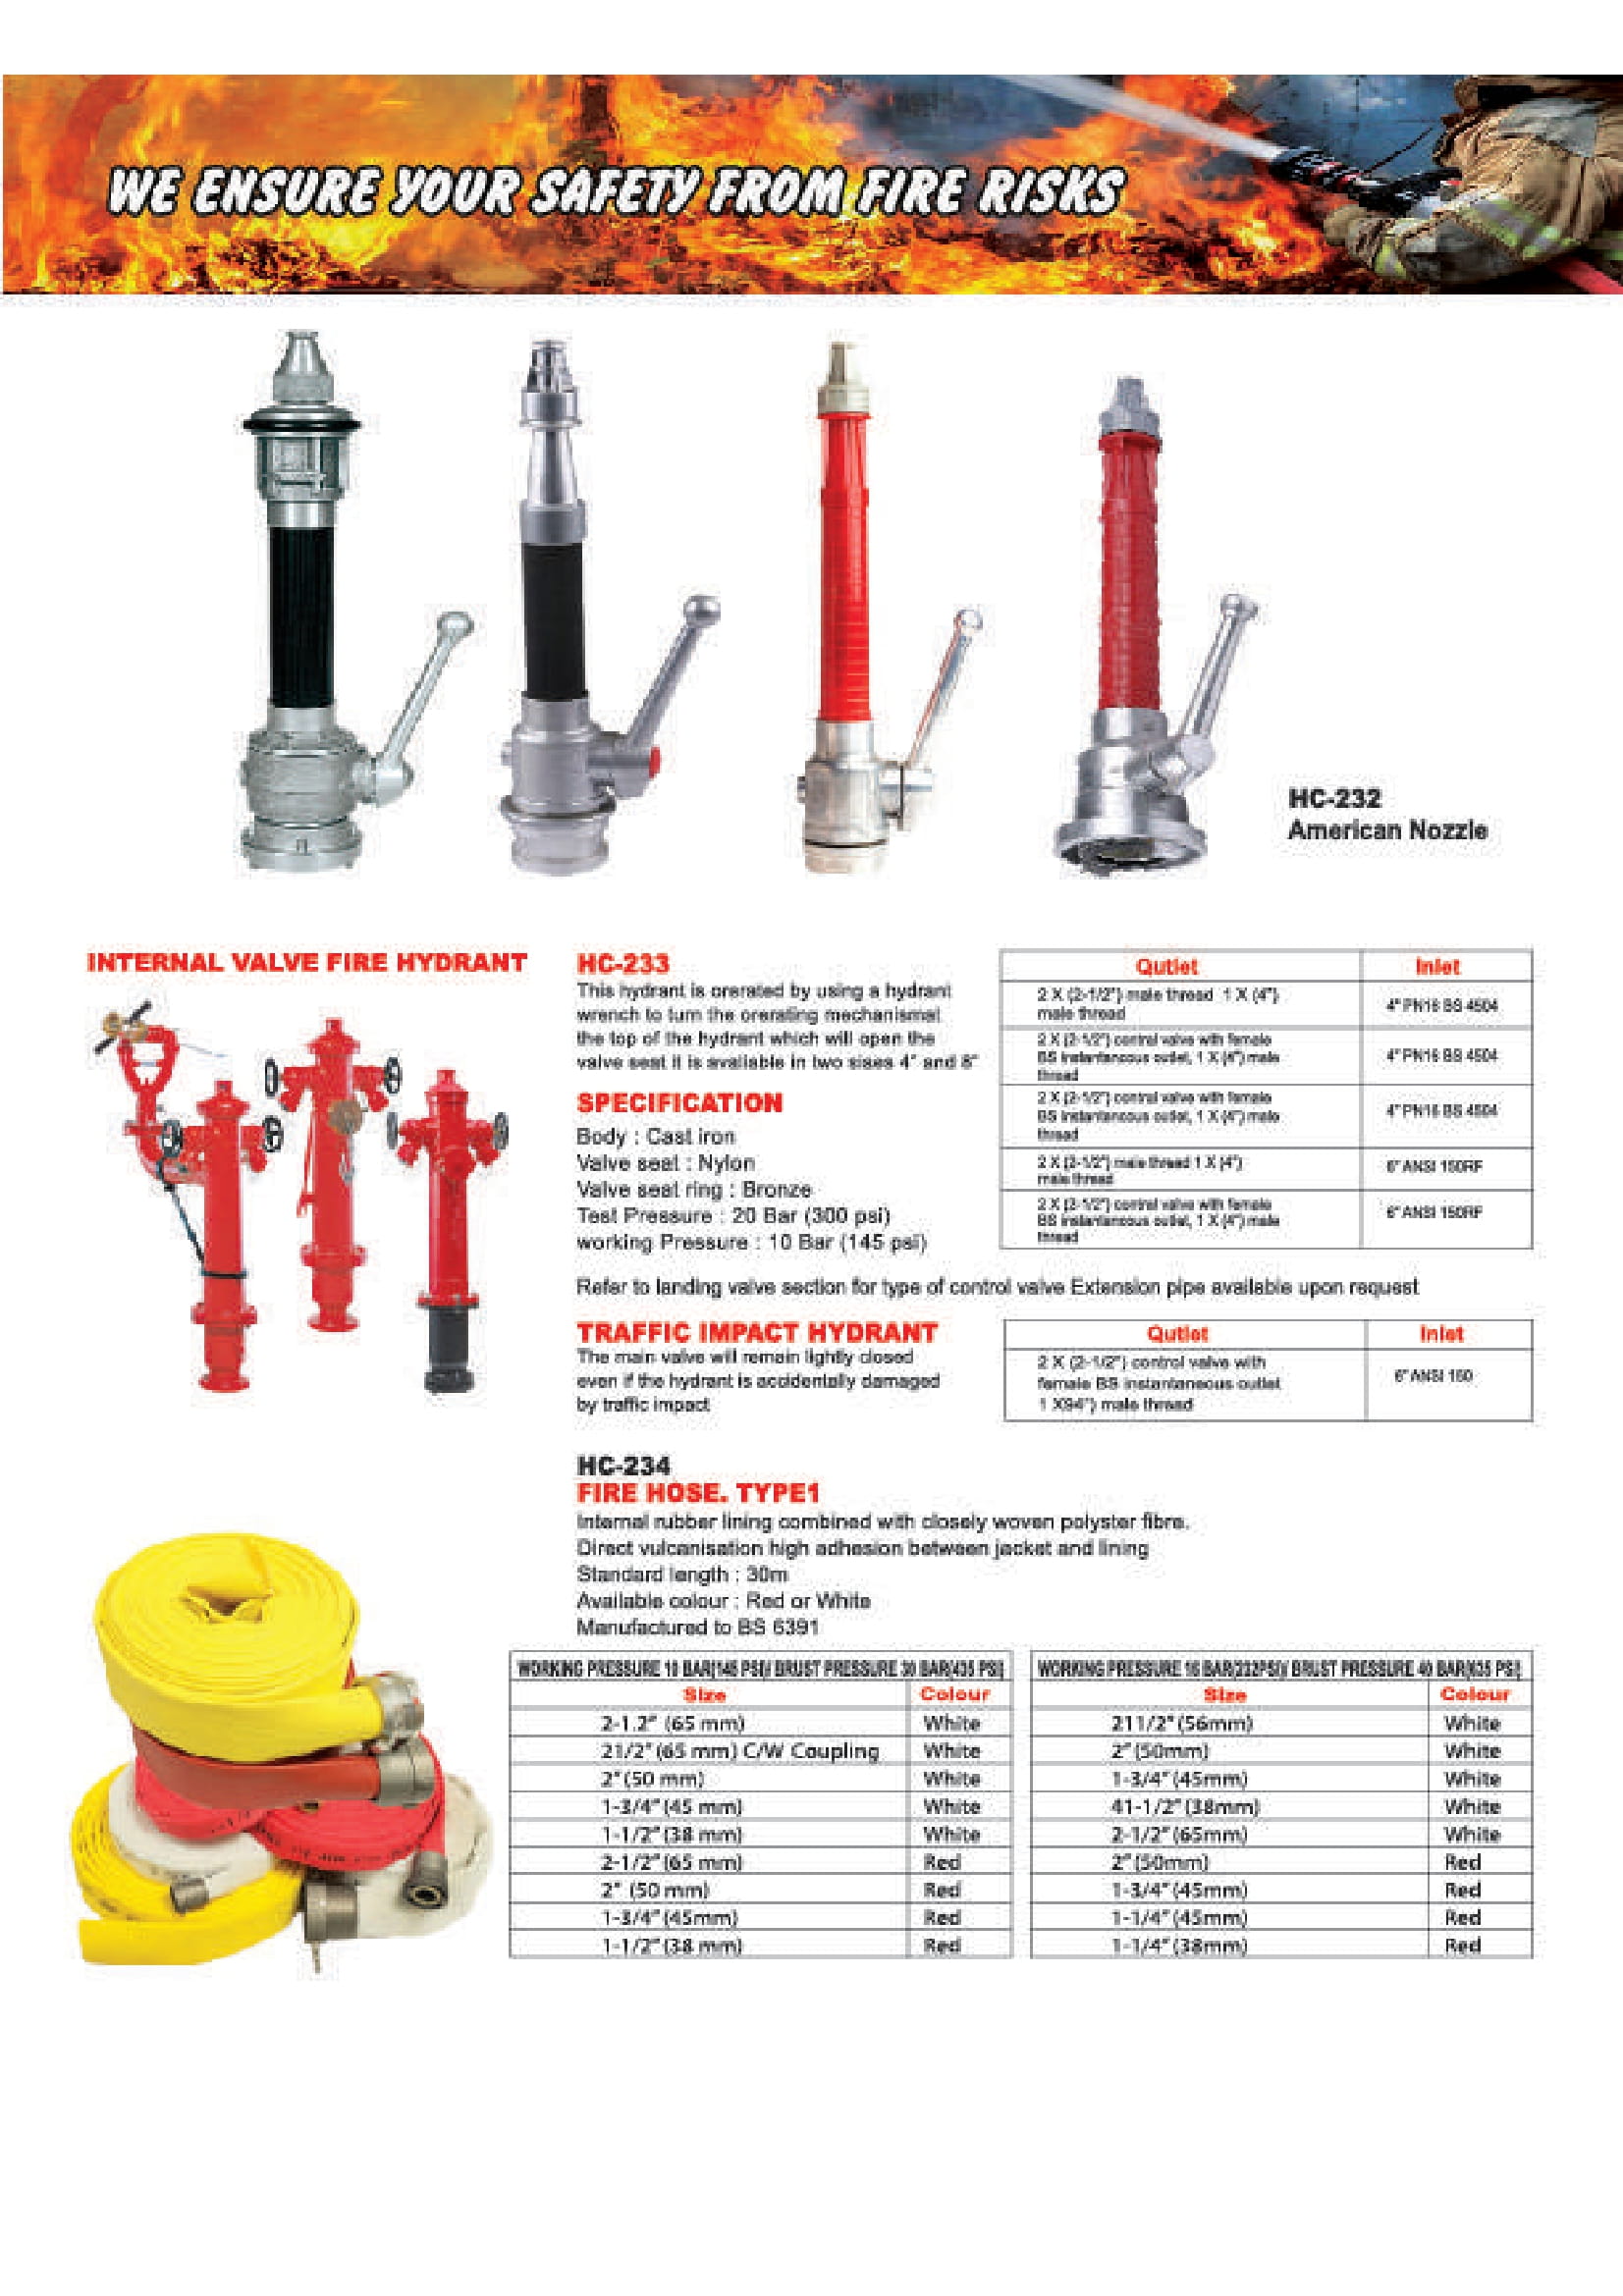 WE ENSURE YOUR SAFETY FROM FIRE RISKS
HC-232
American Nozzle
INTERNAL VALVE FIRE HYDRANT
HC-233
This hydrant is orerated by using a hydrant
wrench to turn the orerating mechanismal
the top of the hydrant which will open the
valve seat it is available in two sises 4" and 8"
SPECIFICATION
Body : Cast iron
Valve seat : Nylon
Valve seat ring : Bronze
Test Pressure : 20 Bar (300 psi)
working Pressure : 10 Bar (145 psi)
Qutlet Inlet
2 X (2-1/2") male thread 1 X (4")
male thread
4" PN16 BS 4504
2 X (2-1/2") control valve with female
BS instantencous outlet, 1 X (4") male
thread
4" PN16 BS 4504
2 X (2-1/2") control valve with female
BS instantencous outlet, 1 X (4") male
thread
4" PN16 BS 4504
2 X (2-1/2") male thread 1 X (4")
male thread
6" ANSI 150RF
2 X (2-1/2") control valve with female
BS instantencous outlet, 1 X (4") male
thread
6" ANSI 150RF
Refer to landing valve section for type of control valve Extension pipe available upon request
TRAFFIC IMPACT HYDRANT
The main valve will remain lightly closed
even if the hydrant is accidentally damaged
by traffic impact
Qutlet Inlet
2 X (2-1/2") control valve with
female BS instantaneous outlet
1 X94") male thread
6" ANSI 150
HC-234
FIRE HOSE. TYPE1
Internal rubber lining combined with closely woven polyster fibre.
Direct vulcanisation high adhesion between jacket and lining
Standard length : 30m
Available colour : Red or White
Manufactured to BS 6391
WORKING PRESSURE 10 BAR(145 PSI)/ BRUST PRESSURE 30 BAR(435 PSI)
Size Colour
2-1.2" (65 mm) White
21/2" (65 mm) C/W Coupling White
2" (50 mm) White
1-3/4" (45 mm) White
1-1/2" (38 mm) White
2-1/2" (65 mm) Red
2" (50 mm) Red
1-3/4" (45mm) Red
1-1/2" (38 mm) Red
WORKING PRESSURE 16 BAR(232PSI)/ BRUST PRESSURE 40 BAR(635 PSI)
Size Colour
211/2" (56mm) White
2" (50mm) White
1-3/4" (45mm) White
41-1/2" (38mm) White
2-1/2" (65mm) White
2" (50mm) Red
1-3/4" (45mm) Red
1-1/4" (45mm) Red
1-1/4" (38mm) Red